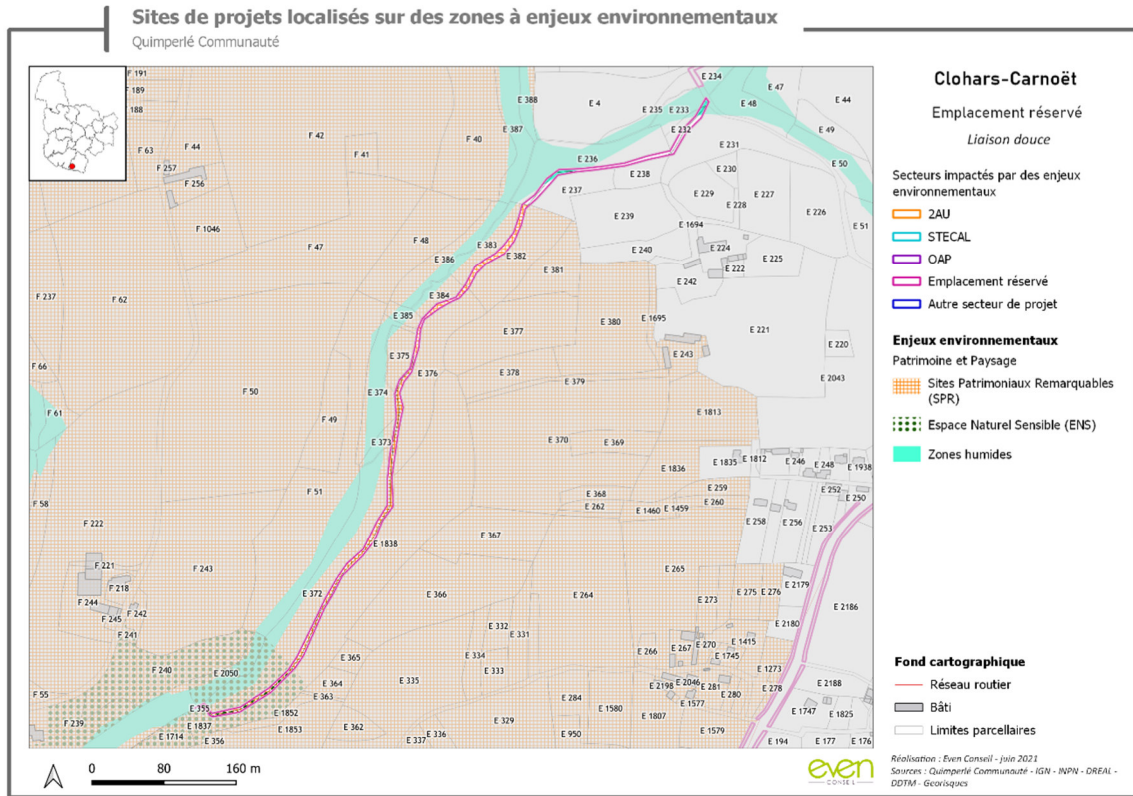 Sites de projets localisés sur des zones à enjeux environnementaux
Quimperlé Communauté
Clohars-Carnoët
Emplacement réservé
Liaison douce
Secteurs impactés par des enjeux
environnementaux
2AU
STECAL
OAP
Emplacement réservé
Autre secteur de projet
Enjeux environnementaux
Patrimoine et Paysage
Sites Patrimoniaux Remarquables
(SPR)
Espace Naturel Sensible (ENS)
Zones humides
Fond cartographique
Réseau routier
Bâti
Limites parcellaires
F 191
F 189
188
F 63
F 44
F 257
F 256
F 1046
F 42
F 41
F 40
E 388
E 387
E 4
E 234
E 235
E 233
E 232
E 48
E 47
E 44
E 49
E 50
E 236
E 231
E 237
E 238
E 230
E 229
E 228
E 227
E 226
E 51
E 239
E 1694
E 224
E 240
E 222
E 225
E 242
F 47
F 48
E 383
E 382
E 386
E 381
E 384
F 237
F 62
E 385
E 377
E 380
E 1695
E 221
E 220
E 243
E 375
E 376
E 378
E 379
E 2043
F 66
F 61
F 50
E 374
F 49
E 373
E 370
E 369
E 1813
E 1836
E 1835
E 1812
E 246
E 248
E 1938
F 51
E 368
E 262
E 259
E 260
E 1460
E 1459
E 252
E 250
F 58
F 222
E 258
E 256
E 253
E 367
E 1838
F 221
F 218
F 243
E 265
E 2179
F 244
F 245
F 242
F 241
E 372
E 366
E 264
E 273
E 275
E 276
E 2186
E 2180
E 332
E 331
E 266
E 267
E 270
E 1415
E 1745
E 365
E 334
E 333
E 1273
F 240
E 2050
E 364
E 363
E 335
E 2198
E 2046
E 281
E 280
E 278
E 2188
F 55
E 355
E 284
E 1580
E 1577
E 1747
E 1825
F 239
E 1837
E 1852
E 1853
E 362
E 329
E 1807
E 1714
E 356
E 337
E 336
E 950
E 1579
E 194
E 177
E 176
0
80
160 m
even
CONSEIL
Réalisation : Even Conseil - juin 2021
Sources : Quimperlé Communauté - IGN - INPN - DREAL -
DDTM - Georisques